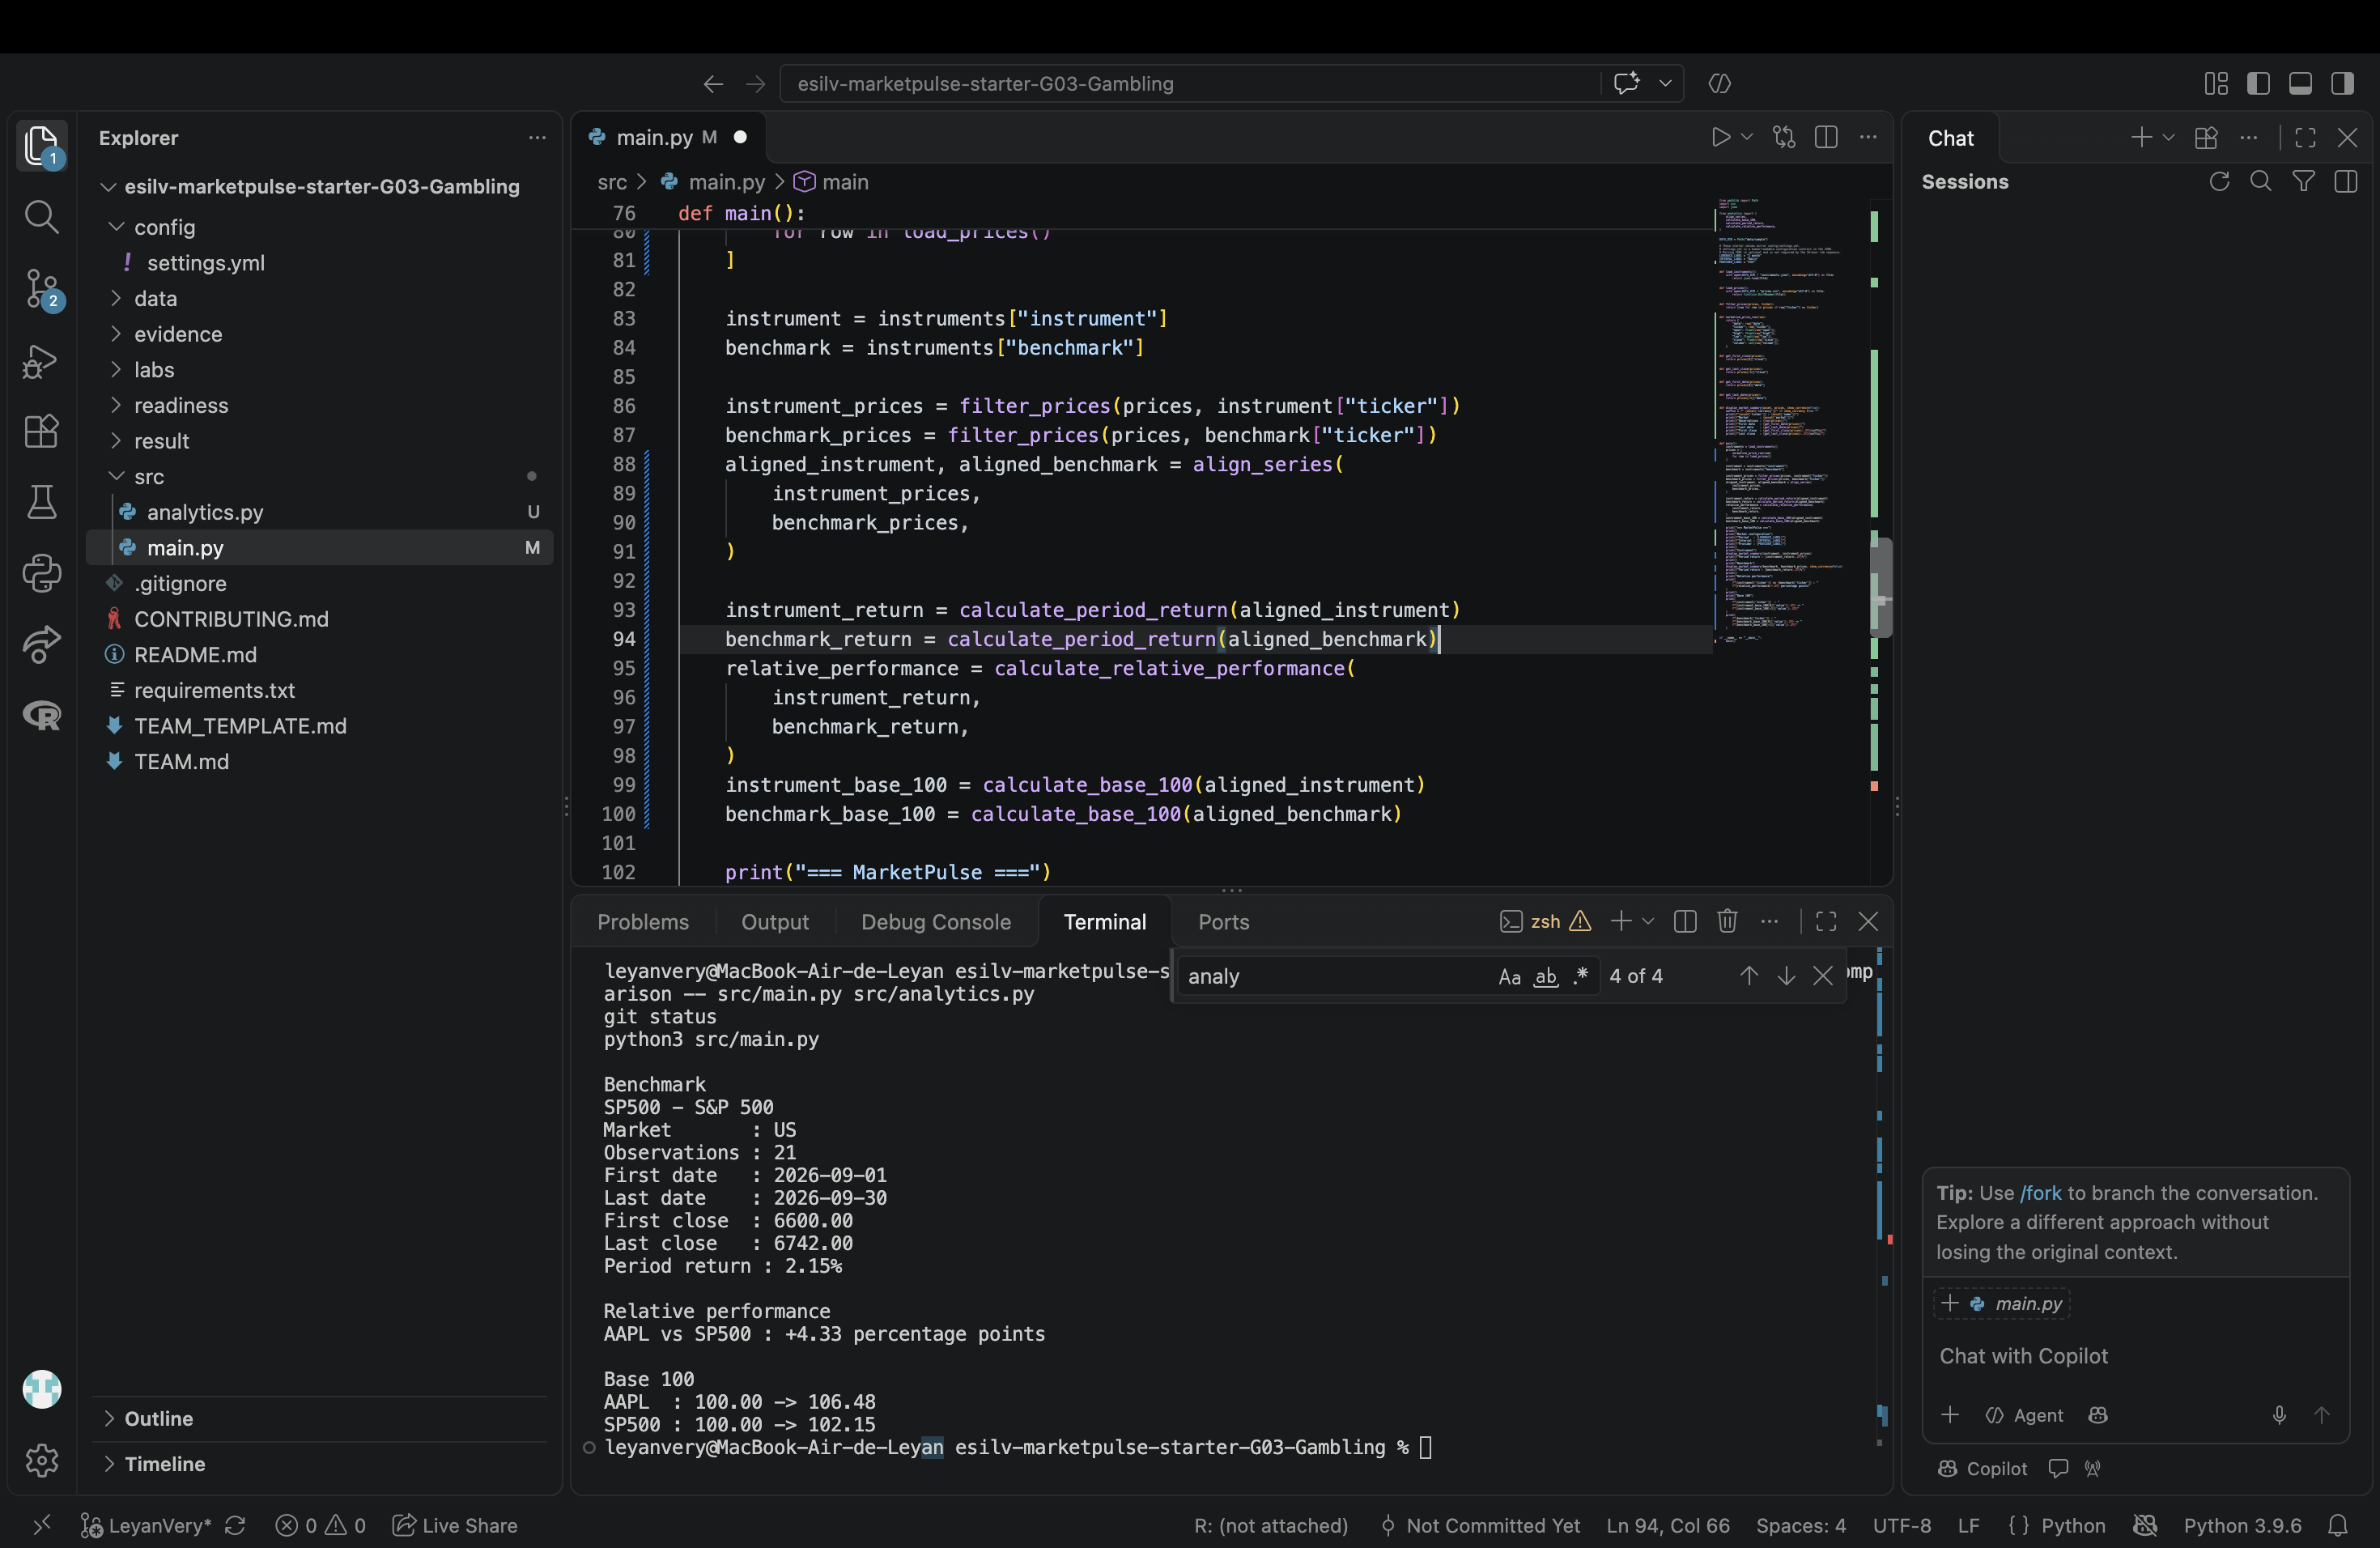 esilv-marketpulse-starter-G03-Gambling
Explorer
1
2
esilv-marketpulse-starter-G03-Gambling
config
! settings.yml
data
evidence
labs
readiness
result
src
analytics.py U
main.py M
.gitignore
CONTRIBUTING.md
README.md
requirements.txt
TEAM_TEMPLATE.md
TEAM.md
Outline
Timeline
main.py M
src > main.py > main
76 def main():
80 for row in load_prices()
81 ]
82
83 instrument = instruments["instrument"]
84 benchmark = instruments["benchmark"]
85
86 instrument_prices = filter_prices(prices, instrument["ticker"])
87 benchmark_prices = filter_prices(prices, benchmark["ticker"])
88 aligned_instrument, aligned_benchmark = align_series(
89 instrument_prices,
90 benchmark_prices,
91 )
92
93 instrument_return = calculate_period_return(aligned_instrument)
94 benchmark_return = calculate_period_return(aligned_benchmark)
95 relative_performance = calculate_relative_performance(
96 instrument_return,
97 benchmark_return,
98 )
99 instrument_base_100 = calculate_base_100(aligned_instrument)
100 benchmark_base_100 = calculate_base_100(aligned_benchmark)
101
102 print("=== MarketPulse ===")
Problems Output Debug Console Terminal Ports
zsh
analy Aa ab .* 4 of 4
leyanvery@MacBook-Air-de-Leyan esilv-marketpulse-s omp
arison -- src/main.py src/analytics.py
git status
python3 src/main.py
Benchmark
SP500 - S&P 500
Market : US
Observations : 21
First date : 2026-09-01
Last date : 2026-09-30
First close : 6600.00
Last close : 6742.00
Period return : 2.15%
Relative performance
AAPL vs SP500 : +4.33 percentage points
Base 100
AAPL : 100.00 -> 106.48
SP500 : 100.00 -> 102.15
leyanvery@MacBook-Air-de-Leyan esilv-marketpulse-starter-G03-Gambling %
Chat
Sessions
Tip: Use /fork to branch the conversation.
Explore a different approach without
losing the original context.
main.py
Chat with Copilot
Agent
Copilot
LeyanVery* 0 0 Live Share R: (not attached) Not Committed Yet Ln 94, Col 66 Spaces: 4 UTF-8 LF {} Python Python 3.9.6